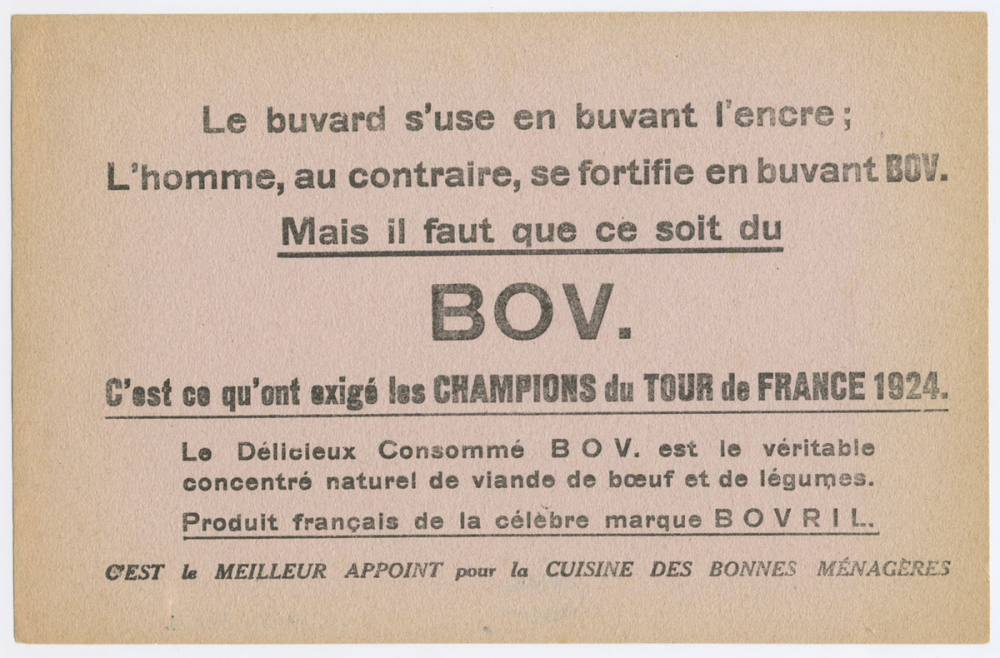 Le buvard s'use en buvant l'encre ;
L'homme, au contraire, se fortifie en buvant BOV.
Mais il faut que ce soit du
BOV.
C'est ce qu'ont exigé les CHAMPIONS du TOUR de FRANCE 1924.
Le Délicieux Consommé BOV. est le véritable
concentré naturel de viande de bœuf et de légumes.
Produit français de la célèbre marque BOVRIL.
C'EST le MEILLEUR APPOINT pour la CUISINE DES BONNES MÉNAGÈRES